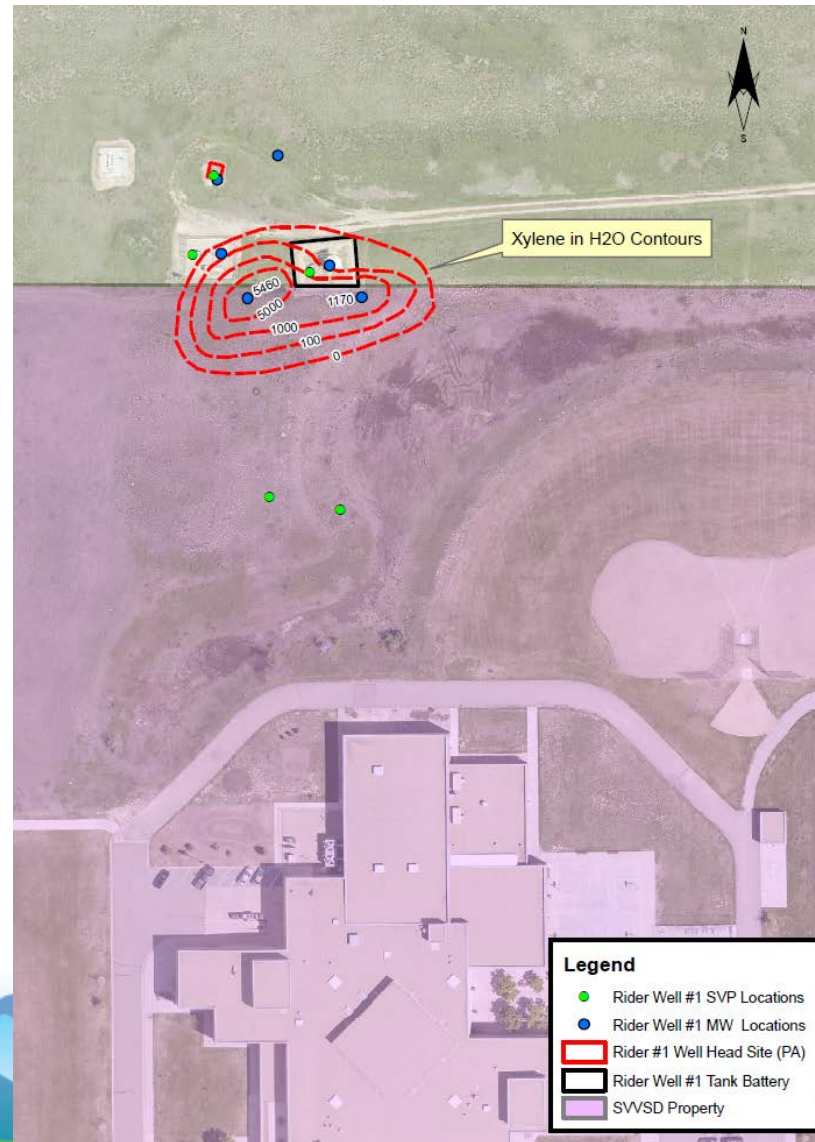 N
S
Xylene in H2O Contours
5460
5000
1170
1000
100
0
Legend
Rider Well #1 SVP Locations
Rider Well #1 MW Locations
Rider #1 Well Head Site (PA)
Rider Well #1 Tank Battery
SVVSD Property